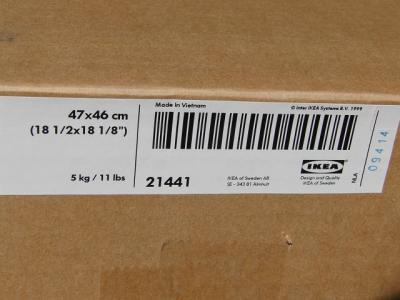 47x46 cm
(18 1/2x18 1/8")
5 kg / 11 lbs
Made in Vietnam
© Inter IKEA Systems B.V. 1999
21441
IKEA of Sweden AB
SE - 343 81 Älmhult
IKEA
Design and Quality
IKEA of Sweden
NLA
09414